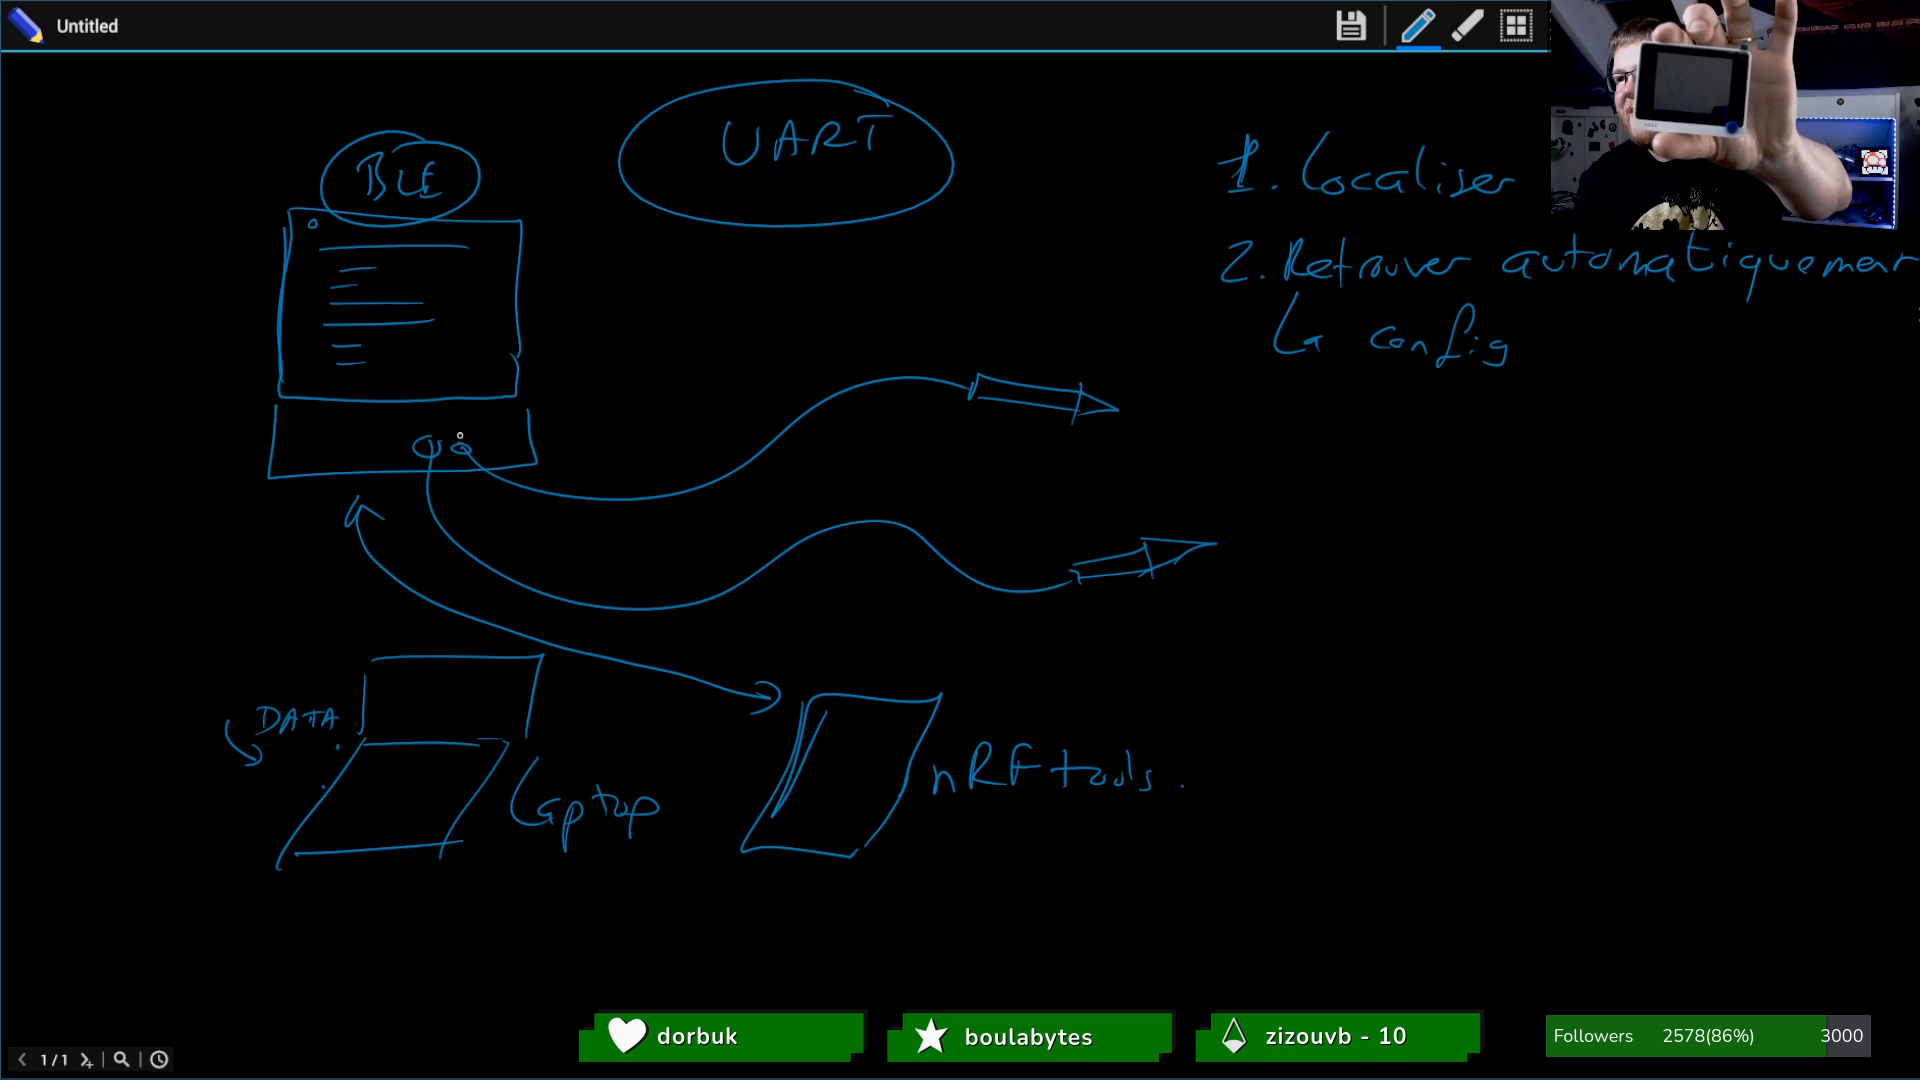 Untitled
UART
BLE
1. Localiser
2. Retrouver automatiquement
la config
DATA
Laptop
nRF tools.
1/1
dorbuk
boulabytes
zizouvb - 10
Followers 2578(86%) 3000